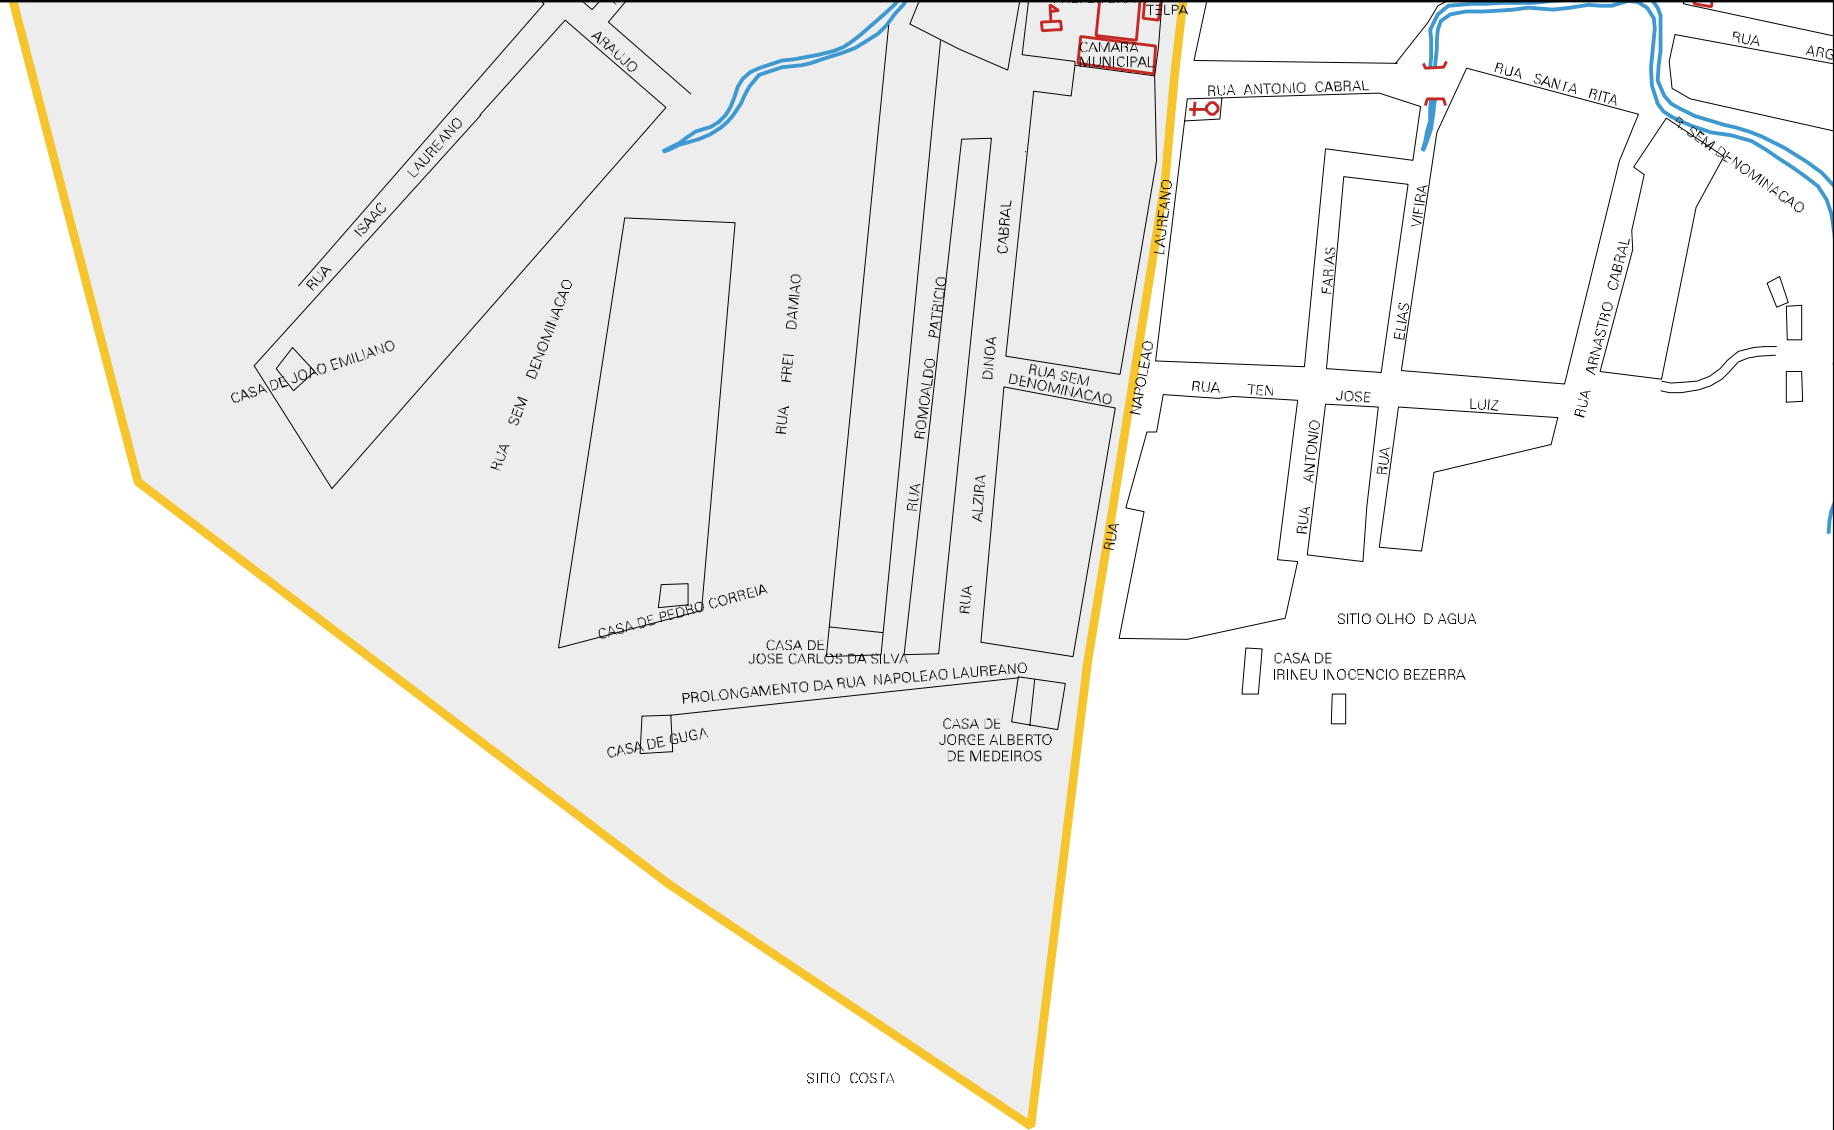 TELPA
CAMARA
MUNICIPAL
ARAUJO
RUA ARG
RUA SANTA RITA
RUA ANTONIO CABRAL
R. SEM DENOMINACAO
RUA ISAAC LAUREANO
CASA DE JOAO EMILIANO
RUA SEM DENOMINACAO
RUA FREI DAMIAO
RUA ROMOALDO PATRICIO
RUA ALZIRA DINOA CABRAL
RUA SEM
DENOMINACAO
RUA NAPOLEAO LAUREANO
RUA ANTONIO FARIAS
RUA ELIAS VIEIRA
RUA ARNASTRO CABRAL
RUA TEN JOSE LUIZ
CASA DE PEDRO CORREIA
CASA DE
JOSE CARLOS DA SILVA
PROLONGAMENTO DA RUA NAPOLEAO LAUREANO
CASA DE GUGA
CASA DE
JORGE ALBERTO
DE MEDEIROS
SITIO OLHO D AGUA
CASA DE
IRINEU INOCENCIO BEZERRA
SITIO COSTA